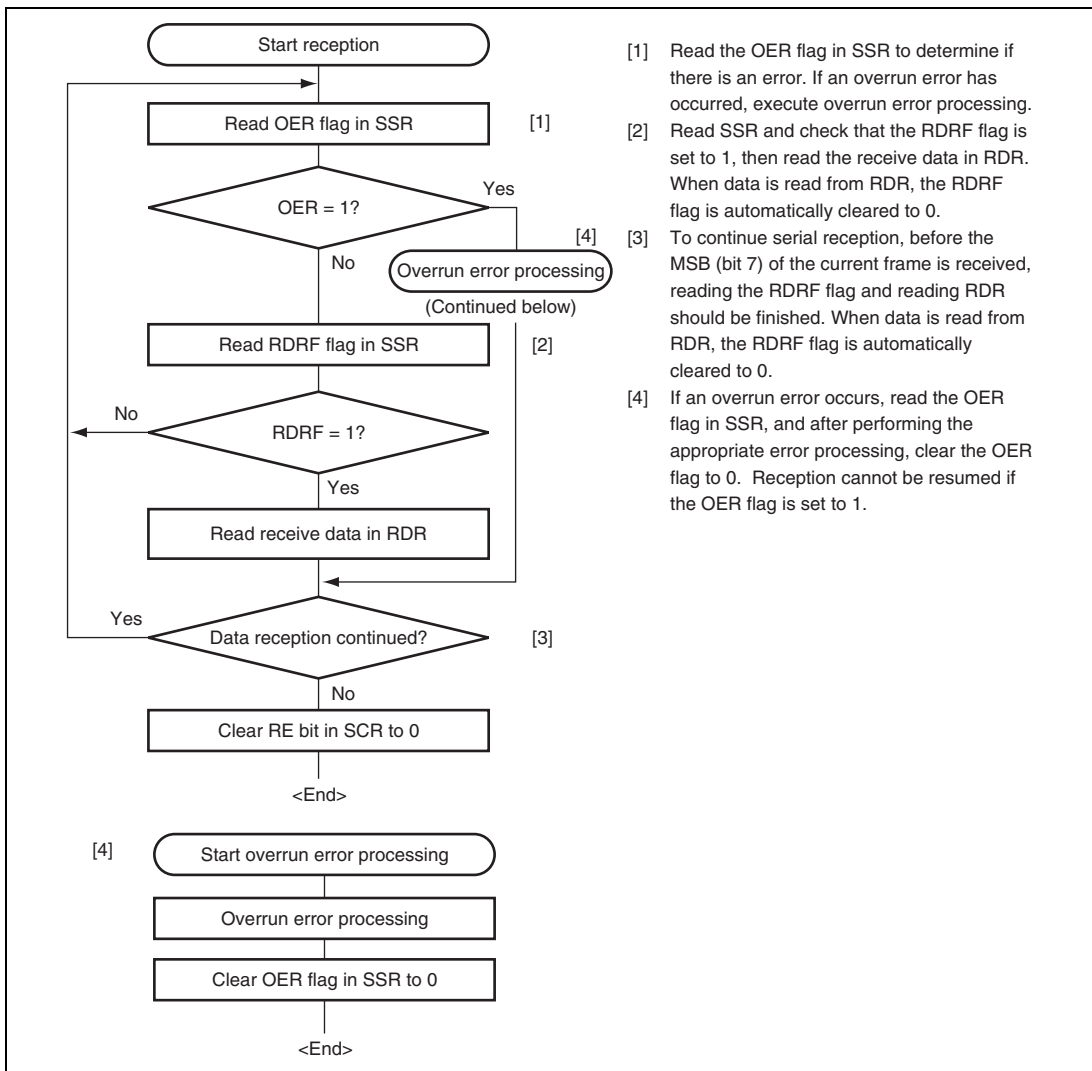 Start reception
Read OER flag in SSR
[1]
OER = 1?
Yes
No
[4]
Overrun error processing
(Continued below)
Read RDRF flag in SSR
[2]
No
RDRF = 1?
Yes
Read receive data in RDR
Yes
Data reception continued?
[3]
No
Clear RE bit in SCR to 0
<End>
[4]
Start overrun error processing
Overrun error processing
Clear OER flag in SSR to 0
<End>
[1] Read the OER flag in SSR to determine if
there is an error. If an overrun error has
occurred, execute overrun error processing.
[2] Read SSR and check that the RDRF flag is
set to 1, then read the receive data in RDR.
When data is read from RDR, the RDRF
flag is automatically cleared to 0.
[3] To continue serial reception, before the
MSB (bit 7) of the current frame is received,
reading the RDRF flag and reading RDR
should be finished. When data is read from
RDR, the RDRF flag is automatically
cleared to 0.
[4] If an overrun error occurs, read the OER
flag in SSR, and after performing the
appropriate error processing, clear the OER
flag to 0.  Reception cannot be resumed if
the OER flag is set to 1.